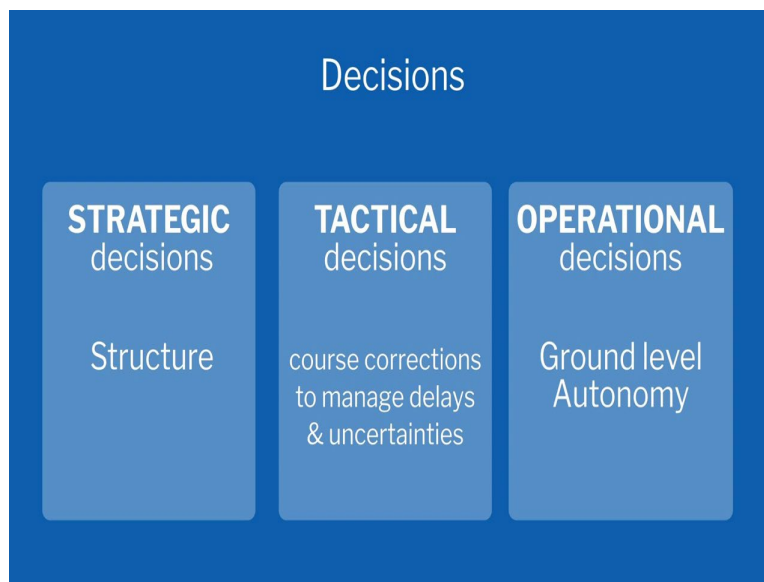 Decisions
STRATEGIC
decisions
Structure
TACTICAL
decisions
course corrections
to manage delays
& uncertainties
OPERATIONAL
decisions
Ground level
Autonomy